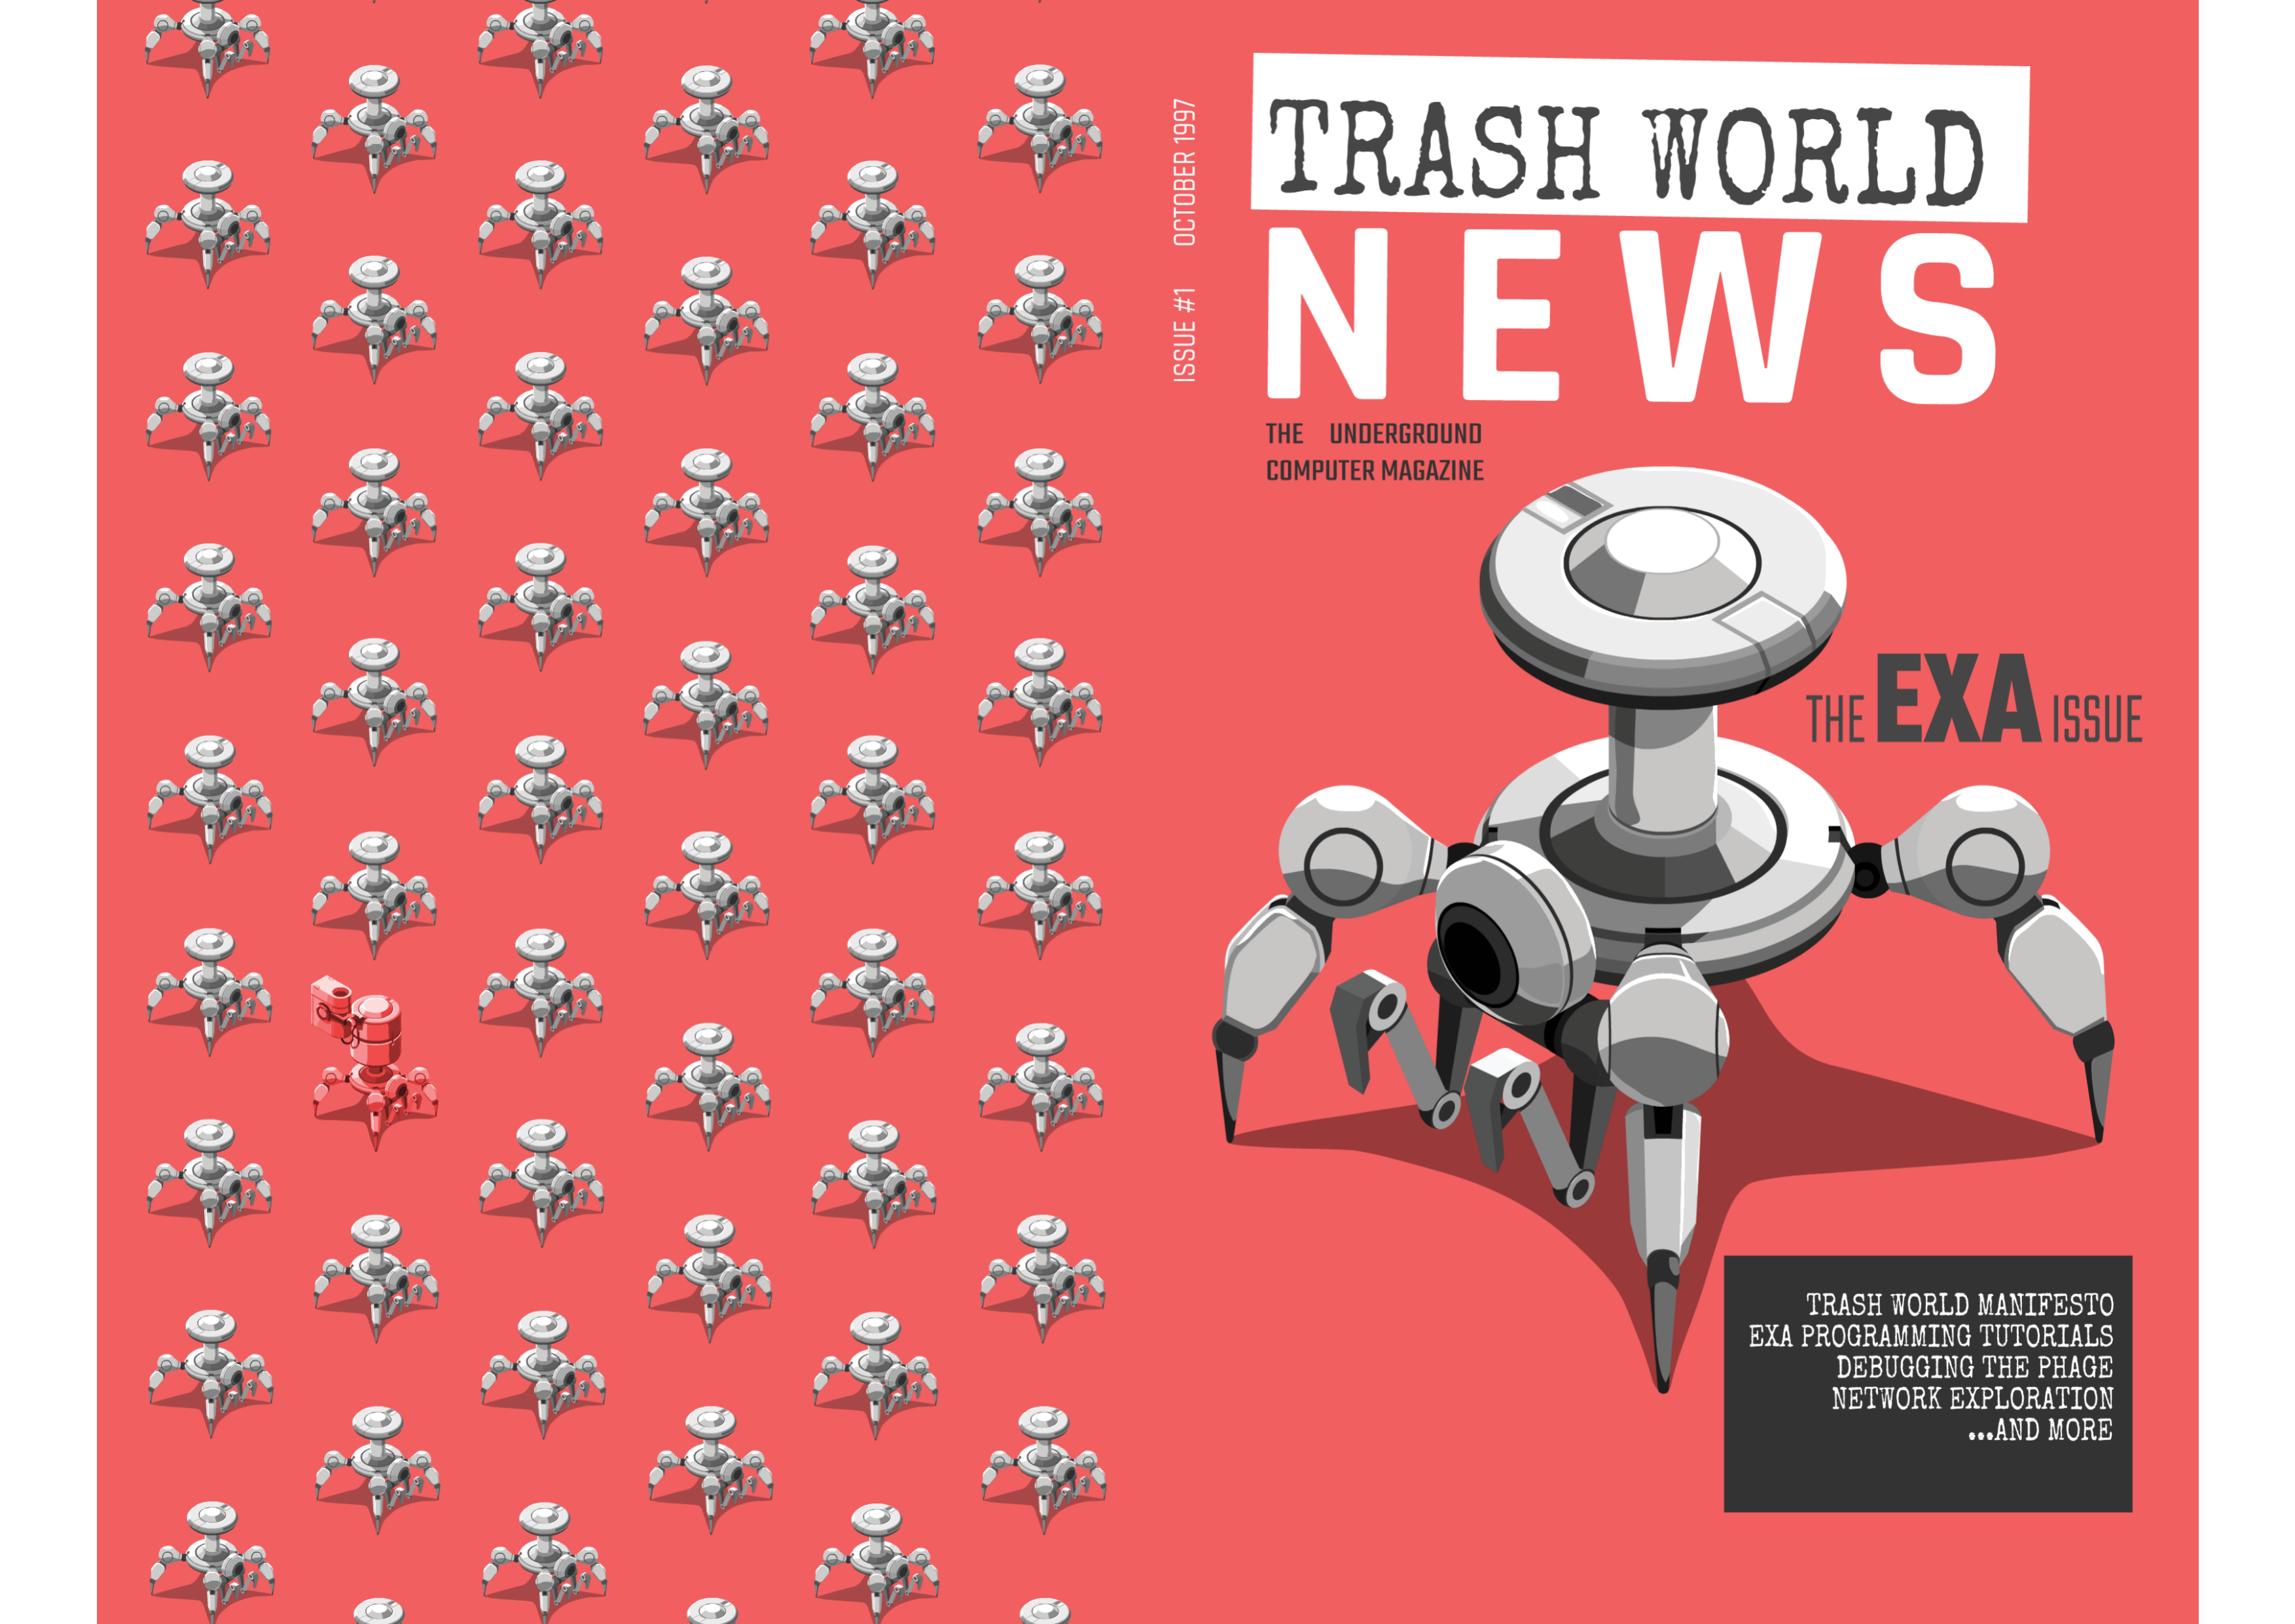 ISSUE #1 OCTOBER 1997
TRASH WORLD
NEWS
THE UNDERGROUND
COMPUTER MAGAZINE
THE EXA ISSUE
TRASH WORLD MANIFESTO
EXA PROGRAMMING TUTORIALS
DEBUGGING THE PHAGE
NETWORK EXPLORATION
...AND MORE